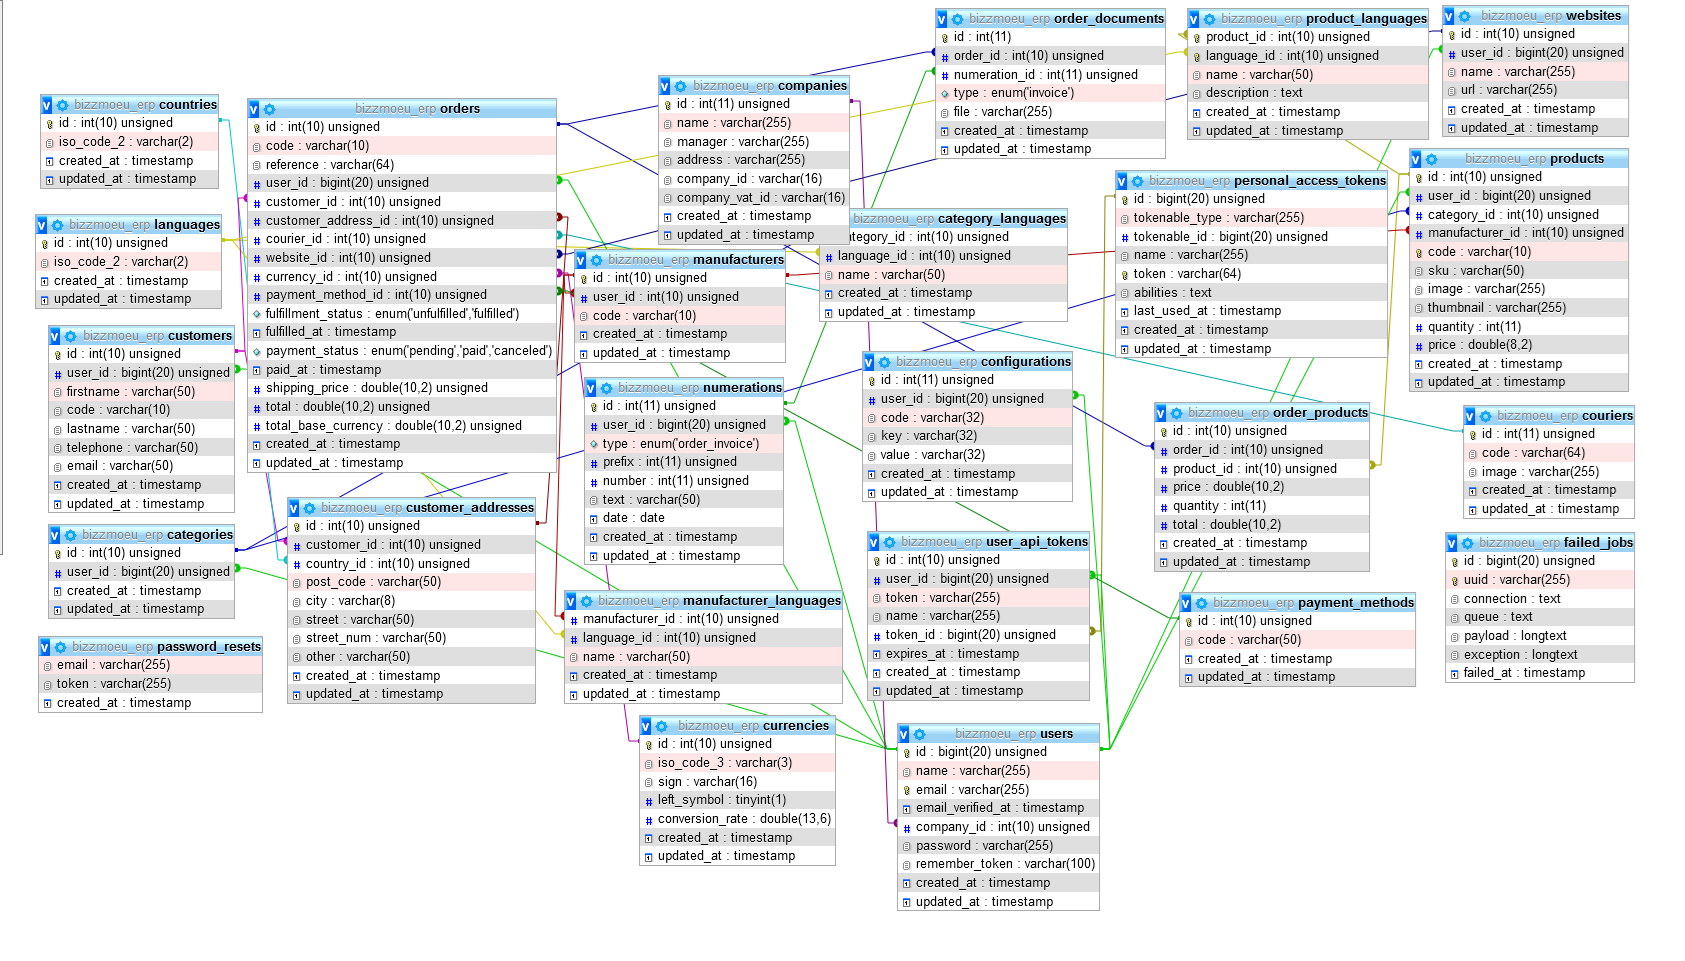 bizzmoeu_erp countries
id : int(10) unsigned
iso_code_2 : varchar(2)
created_at : timestamp
updated_at : timestamp
bizzmoeu_erp languages
id : int(10) unsigned
iso_code_2 : varchar(2)
created_at : timestamp
updated_at : timestamp
bizzmoeu_erp customers
id : int(10) unsigned
user_id : bigint(20) unsigned
firstname : varchar(50)
code : varchar(10)
lastname : varchar(50)
telephone : varchar(50)
email : varchar(50)
created_at : timestamp
updated_at : timestamp
bizzmoeu_erp categories
id : int(10) unsigned
user_id : bigint(20) unsigned
created_at : timestamp
updated_at : timestamp
bizzmoeu_erp password_resets
email : varchar(255)
token : varchar(255)
created_at : timestamp
bizzmoeu_erp orders
id : int(10) unsigned
code : varchar(10)
reference : varchar(64)
user_id : bigint(20) unsigned
customer_id : int(10) unsigned
customer_address_id : int(10) unsigned
courier_id : int(10) unsigned
website_id : int(10) unsigned
currency_id : int(10) unsigned
payment_method_id : int(10) unsigned
fulfillment_status : enum('unfulfilled','fulfilled')
fulfilled_at : timestamp
payment_status : enum('pending','paid','canceled')
paid_at : timestamp
shipping_price : double(10,2) unsigned
total : double(10,2) unsigned
total_base_currency : double(10,2) unsigned
created_at : timestamp
updated_at : timestamp
bizzmoeu_erp customer_addresses
id : int(10) unsigned
customer_id : int(10) unsigned
country_id : int(10) unsigned
post_code : varchar(50)
city : varchar(8)
street : varchar(50)
street_num : varchar(50)
other : varchar(50)
created_at : timestamp
updated_at : timestamp
bizzmoeu_erp companies
id : int(11) unsigned
name : varchar(255)
manager : varchar(255)
address : varchar(255)
company_id : varchar(16)
company_vat_id : varchar(16)
created_at : timestamp
updated_at : timestamp
bizzmoeu_erp manufacturers
id : int(10) unsigned
user_id : int(10) unsigned
code : varchar(10)
created_at : timestamp
updated_at : timestamp
bizzmoeu_erp numerations
id : int(11) unsigned
user_id : bigint(20) unsigned
type : enum('order_invoice')
prefix : int(11) unsigned
number : int(11) unsigned
text : varchar(50)
date : date
created_at : timestamp
updated_at : timestamp
bizzmoeu_erp manufacturer_languages
manufacturer_id : int(10) unsigned
language_id : int(10) unsigned
name : varchar(50)
created_at : timestamp
updated_at : timestamp
bizzmoeu_erp currencies
id : int(10) unsigned
iso_code_3 : varchar(3)
sign : varchar(16)
left_symbol : tinyint(1)
conversion_rate : double(13,6)
created_at : timestamp
updated_at : timestamp
bizzmoeu_erp order_documents
id : int(11)
order_id : int(10) unsigned
numeration_id : int(11) unsigned
type : enum('invoice')
file : varchar(255)
created_at : timestamp
updated_at : timestamp
bizzmoeu_erp category_languages
ategory_id : int(10) unsigned
language_id : int(10) unsigned
name : varchar(50)
created_at : timestamp
updated_at : timestamp
bizzmoeu_erp configurations
id : int(11) unsigned
user_id : bigint(20) unsigned
code : varchar(32)
key : varchar(32)
value : varchar(32)
created_at : timestamp
updated_at : timestamp
bizzmoeu_erp user_api_tokens
id : int(10) unsigned
user_id : bigint(20) unsigned
token : varchar(255)
name : varchar(255)
token_id : bigint(20) unsigned
expires_at : timestamp
created_at : timestamp
updated_at : timestamp
bizzmoeu_erp users
id : bigint(20) unsigned
name : varchar(255)
email : varchar(255)
email_verified_at : timestamp
company_id : int(10) unsigned
password : varchar(255)
remember_token : varchar(100)
created_at : timestamp
updated_at : timestamp
bizzmoeu_erp product_languages
product_id : int(10) unsigned
language_id : int(10) unsigned
name : varchar(50)
description : text
created_at : timestamp
updated_at : timestamp
bizzmoeu_erp personal_access_tokens
id : bigint(20) unsigned
tokenable_type : varchar(255)
tokenable_id : bigint(20) unsigned
name : varchar(255)
token : varchar(64)
abilities : text
last_used_at : timestamp
created_at : timestamp
updated_at : timestamp
bizzmoeu_erp order_products
id : int(10) unsigned
order_id : int(10) unsigned
product_id : int(10) unsigned
price : double(10,2)
quantity : int(11)
total : double(10,2)
created_at : timestamp
updated_at : timestamp
bizzmoeu_erp payment_methods
id : int(10) unsigned
code : varchar(50)
created_at : timestamp
updated_at : timestamp
bizzmoeu_erp websites
id : int(10) unsigned
user_id : bigint(20) unsigned
name : varchar(255)
url : varchar(255)
created_at : timestamp
updated_at : timestamp
bizzmoeu_erp products
id : int(10) unsigned
user_id : bigint(20) unsigned
category_id : int(10) unsigned
manufacturer_id : int(10) unsigned
code : varchar(10)
sku : varchar(50)
image : varchar(255)
thumbnail : varchar(255)
quantity : int(11)
price : double(8,2)
created_at : timestamp
updated_at : timestamp
bizzmoeu_erp couriers
id : int(11) unsigned
code : varchar(64)
image : varchar(255)
created_at : timestamp
updated_at : timestamp
bizzmoeu_erp failed_jobs
id : bigint(20) unsigned
uuid : varchar(255)
connection : text
queue : text
payload : longtext
exception : longtext
failed_at : timestamp